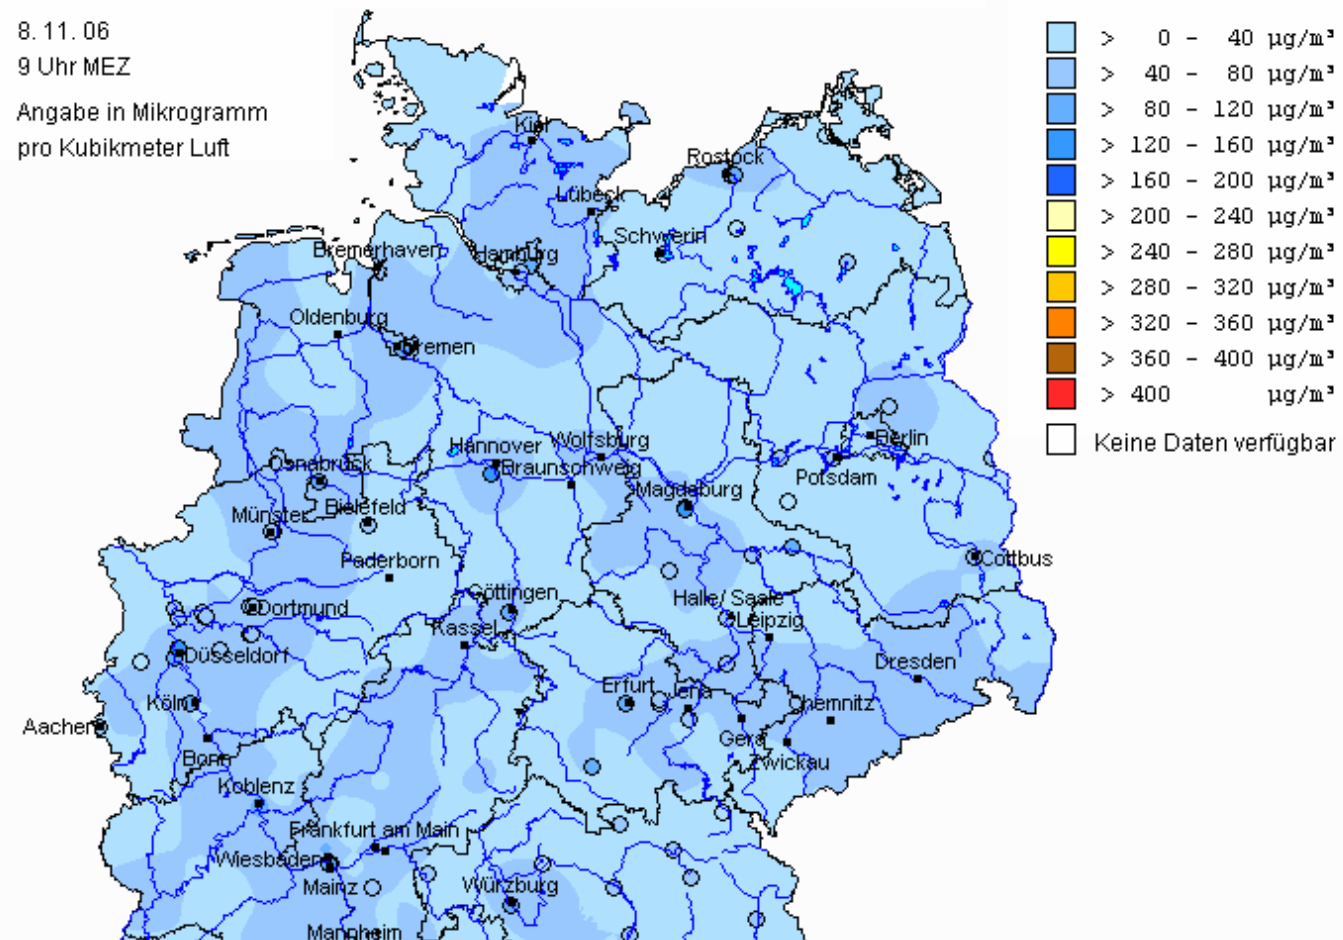 8. 11. 06
9 Uhr MEZ
Angabe in Mikrogramm
pro Kubikmeter Luft
> 0 - 40 µg/m³
> 40 - 80 µg/m³
> 80 - 120 µg/m³
> 120 - 160 µg/m³
> 160 - 200 µg/m³
> 200 - 240 µg/m³
> 240 - 280 µg/m³
> 280 - 320 µg/m³
> 320 - 360 µg/m³
> 360 - 400 µg/m³
> 400 µg/m³
Keine Daten verfügbar
Kiel
Rostock
Lübeck
Schwerin
Bremerhaven
Hamburg
Oldenburg
Bremen
Berlin
Hannover
Wolfsburg
Osnabrück
Braunschweig
Potsdam
Magdeburg
Münster
Bielefeld
Paderborn
Cottbus
Göttingen
Halle/ Saale
Dortmund
Leipzig
Kassel
Düsseldorf
Dresden
Erfurt
Jena
Köln
Chemnitz
Aachen
Gera
Bonn
Zwickau
Koblenz
Frankfurt am Main
Wiesbaden
Mainz
Würzburg
Mannheim